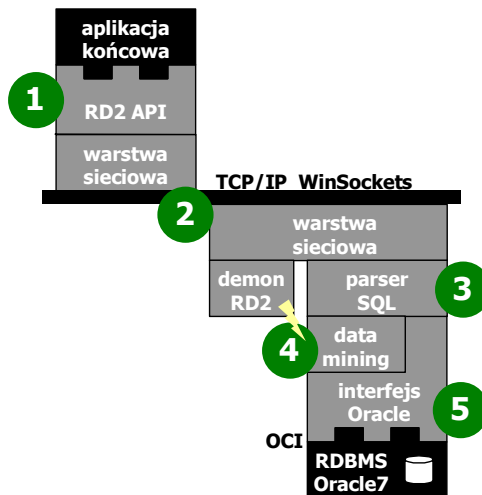 aplikacja
końcowa
1
RD2 API
warstwa
sieciowa
TCP/IP WinSockets
2
warstwa
sieciowa
demon
RD2
parser
SQL
3
4
data
mining
interfejs
Oracle
5
OCI
RDBMS
Oracle7